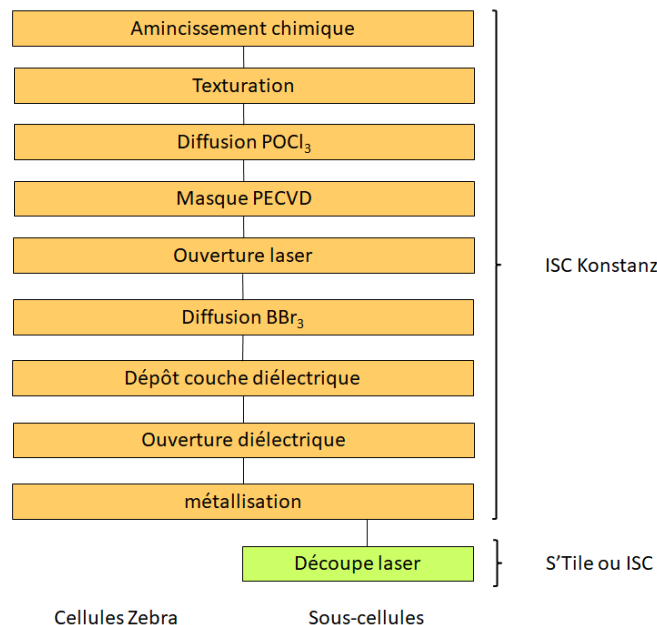 Amincissement chimique
Texturation
Diffusion POCl₃
Masque PECVD
Ouverture laser
ISC Konstanz
Diffusion BBr₃
Dépôt couche diélectrique
Ouverture diélectrique
métallisation
Découpe laser
S'Tile ou ISC
Cellules Zebra
Sous-cellules